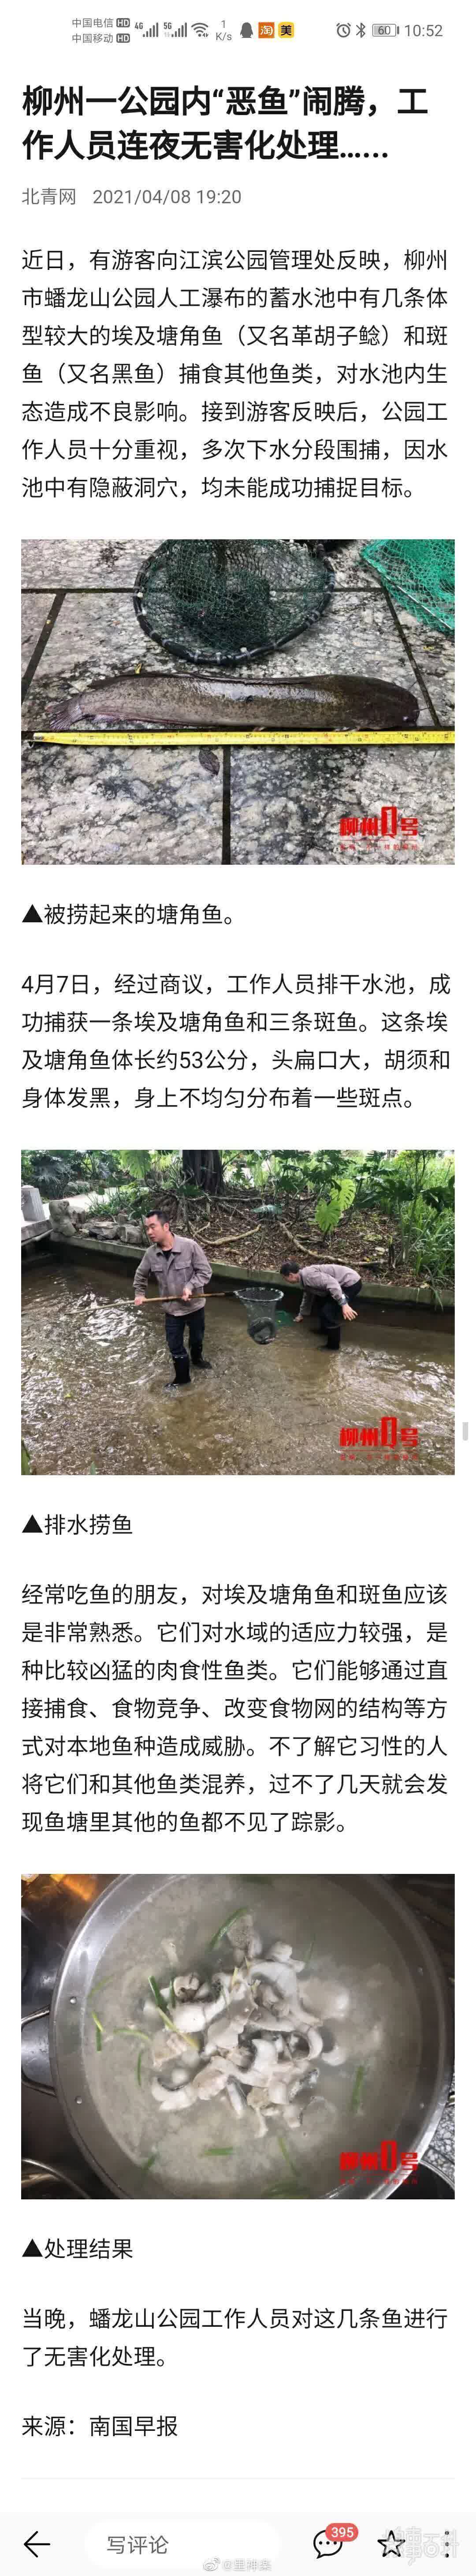 中国电信 HD 4G 5G 1 淘 美 60 10:52
中国移动 HD K/s
柳州一公园内“恶鱼”闹腾，工
作人员连夜无害化处理……
北青网 2021/04/08 19:20
近日，有游客向江滨公园管理处反映，柳州
市蟠龙山公园人工瀑布的蓄水池中有几条体
型较大的埃及塘角鱼（又名革胡子鲶）和斑
鱼（又名黑鱼）捕食其他鱼类，对水池内生
态造成不良影响。接到游客反映后，公园工
作人员十分重视，多次下水分段围捕，因水
池中有隐蔽洞穴，均未能成功捕捉目标。
柳州1号
▲被捞起来的塘角鱼。
4月7日，经过商议，工作人员排干水池，成
功捕获一条埃及塘角鱼和三条斑鱼。这条埃
及塘角鱼体长约53公分，头扁口大，胡须和
身体发黑，身上不均匀分布着一些斑点。
柳州1号
▲排水捞鱼
经常吃鱼的朋友，对埃及塘角鱼和斑鱼应该
是非常熟悉。它们对水域的适应力较强，是
种比较凶猛的肉食性鱼类。它们能够通过直
接捕食、食物竞争、改变食物网的结构等方
式对本地鱼种造成威胁。不了解它习性的人
将它们和其他鱼类混养，过不了几天就会发
现鱼塘里其他的鱼都不见了踪影。
柳州1号
▲处理结果
当晚，蟠龙山公园工作人员对这几条鱼进行
了无害化处理。
来源：南国早报
写评论 395